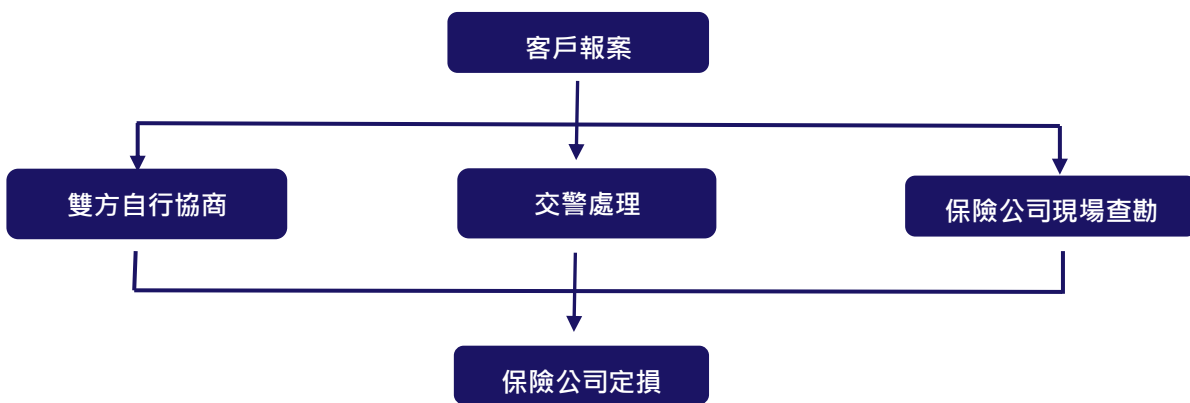 客戶報案
雙方自行協商
交警處理
保險公司現場查勘
保險公司定損